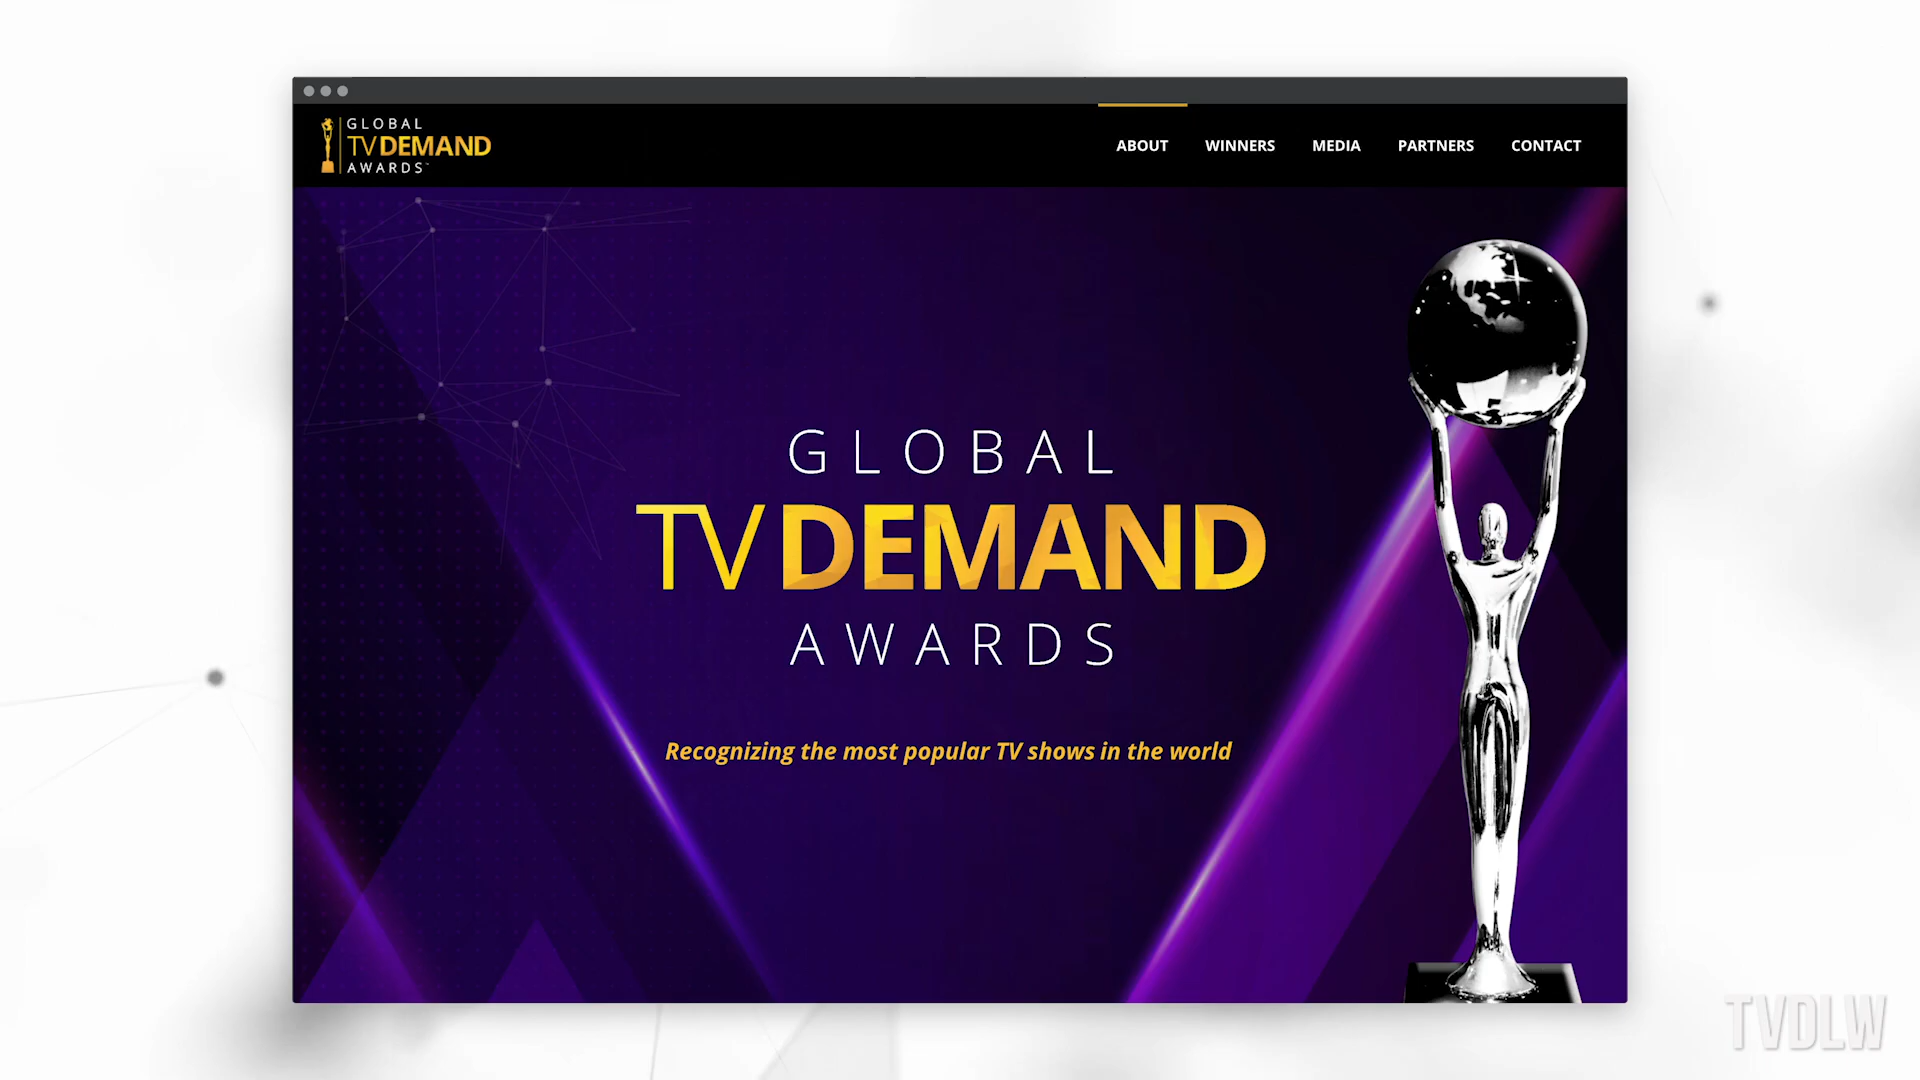 GLOBAL
TV DEMAND
AWARDS™
ABOUT WINNERS MEDIA PARTNERS CONTACT
GLOBAL
TV DEMAND
AWARDS
Recognizing the most popular TV shows in the world
TVDLW